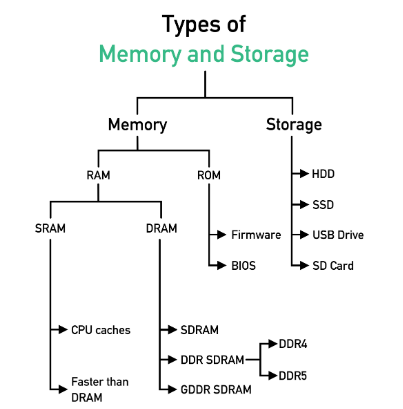 Types of
Memory and Storage
Memory
Storage
RAM
ROM
HDD
SSD
SRAM
DRAM
Firmware
USB Drive
BIOS
SD Card
CPU caches
SDRAM
DDR4
DDR SDRAM
DDR5
Faster than
DRAM
GDDR SDRAM